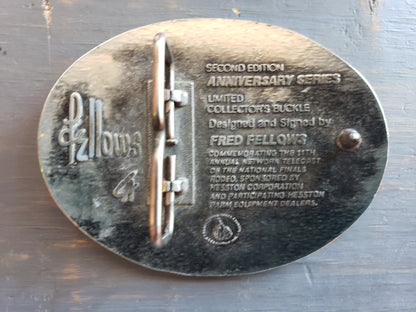 Fellows
SECOND EDITION
ANNIVERSARY SERIES
LIMITED
COLLECTOR'S BUCKLE
Designed and Signed by
FRED FELLOWS
COMMEMORATING THE 11TH
ANNUAL NETWORK TELECAST
OF THE NATIONAL FINALS
RODEO, SPONSORED BY
HESSTON CORPORATION
AND PARTICIPATING HESSTON
FARM EQUIPMENT DEALERS.